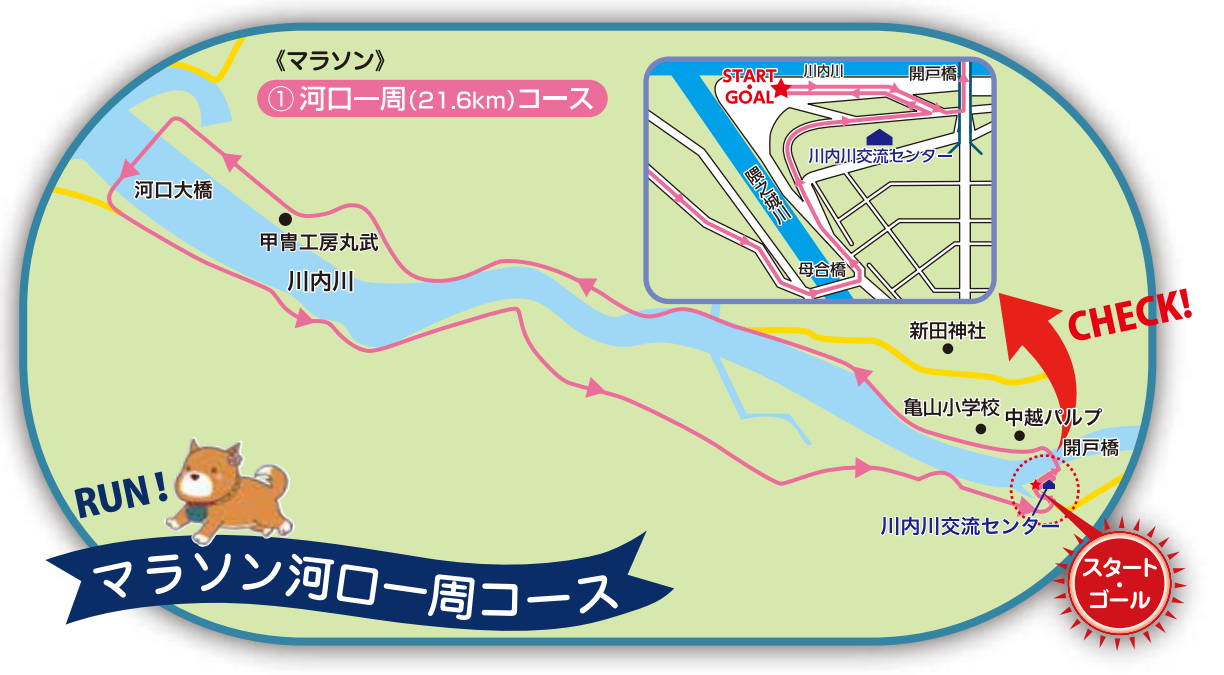 《マラソン》
① 河口一周(21.6km)コース
START
・
GOAL
川内川
開戸橋
川内川交流センター
隈之城川
母合橋
CHECK!
河口大橋
甲冑工房丸武
川内川
新田神社
亀山小学校
中越パルプ
開戸橋
川内川交流センター
RUN!
マラソン河口一周コース
スタート
・
ゴール